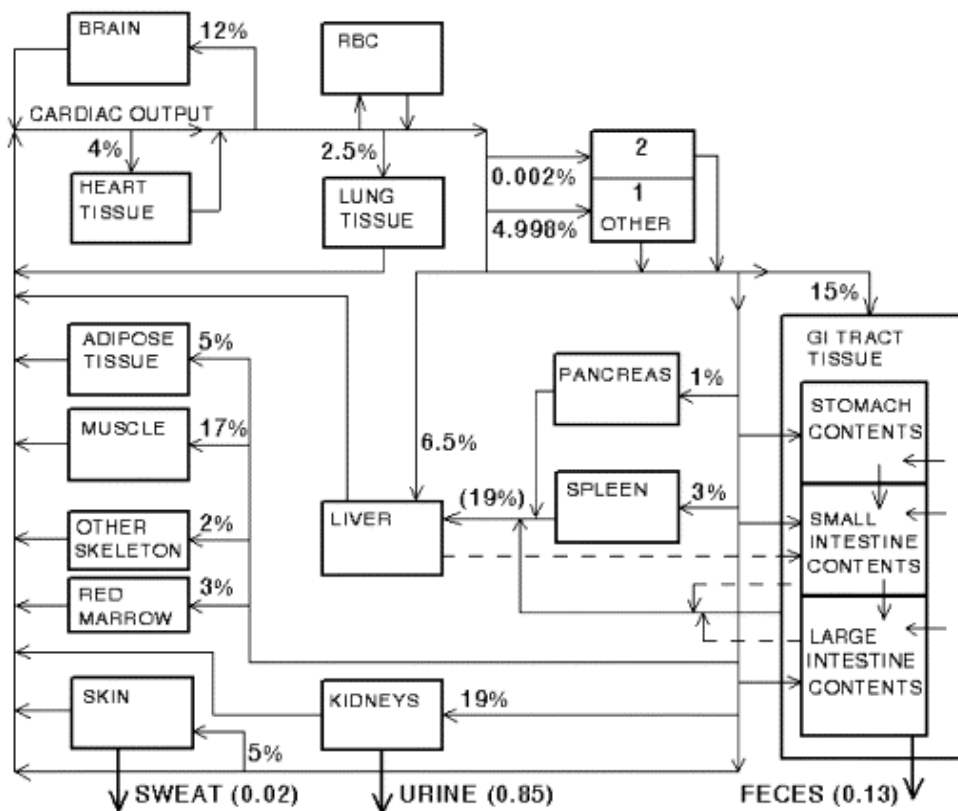 BRAIN
12%
RBC
CARDIAC OUTPUT
4%
HEART
TISSUE
2.5%
LUNG
TISSUE
2
0.002%
1
OTHER
4.998%
15%
GI TRACT
TISSUE
ADIPOSE
TISSUE
5%
PANCREAS
1%
STOMACH
CONTENTS
MUSCLE
17%
6.5%
LIVER
(19%)
SPLEEN
3%
SMALL
INTESTINE
CONTENTS
OTHER
SKELETON
2%
RED
MARROW
3%
LARGE
INTESTINE
CONTENTS
SKIN
5%
KIDNEYS
19%
SWEAT (0.02)
URINE (0.85)
FECES (0.13)